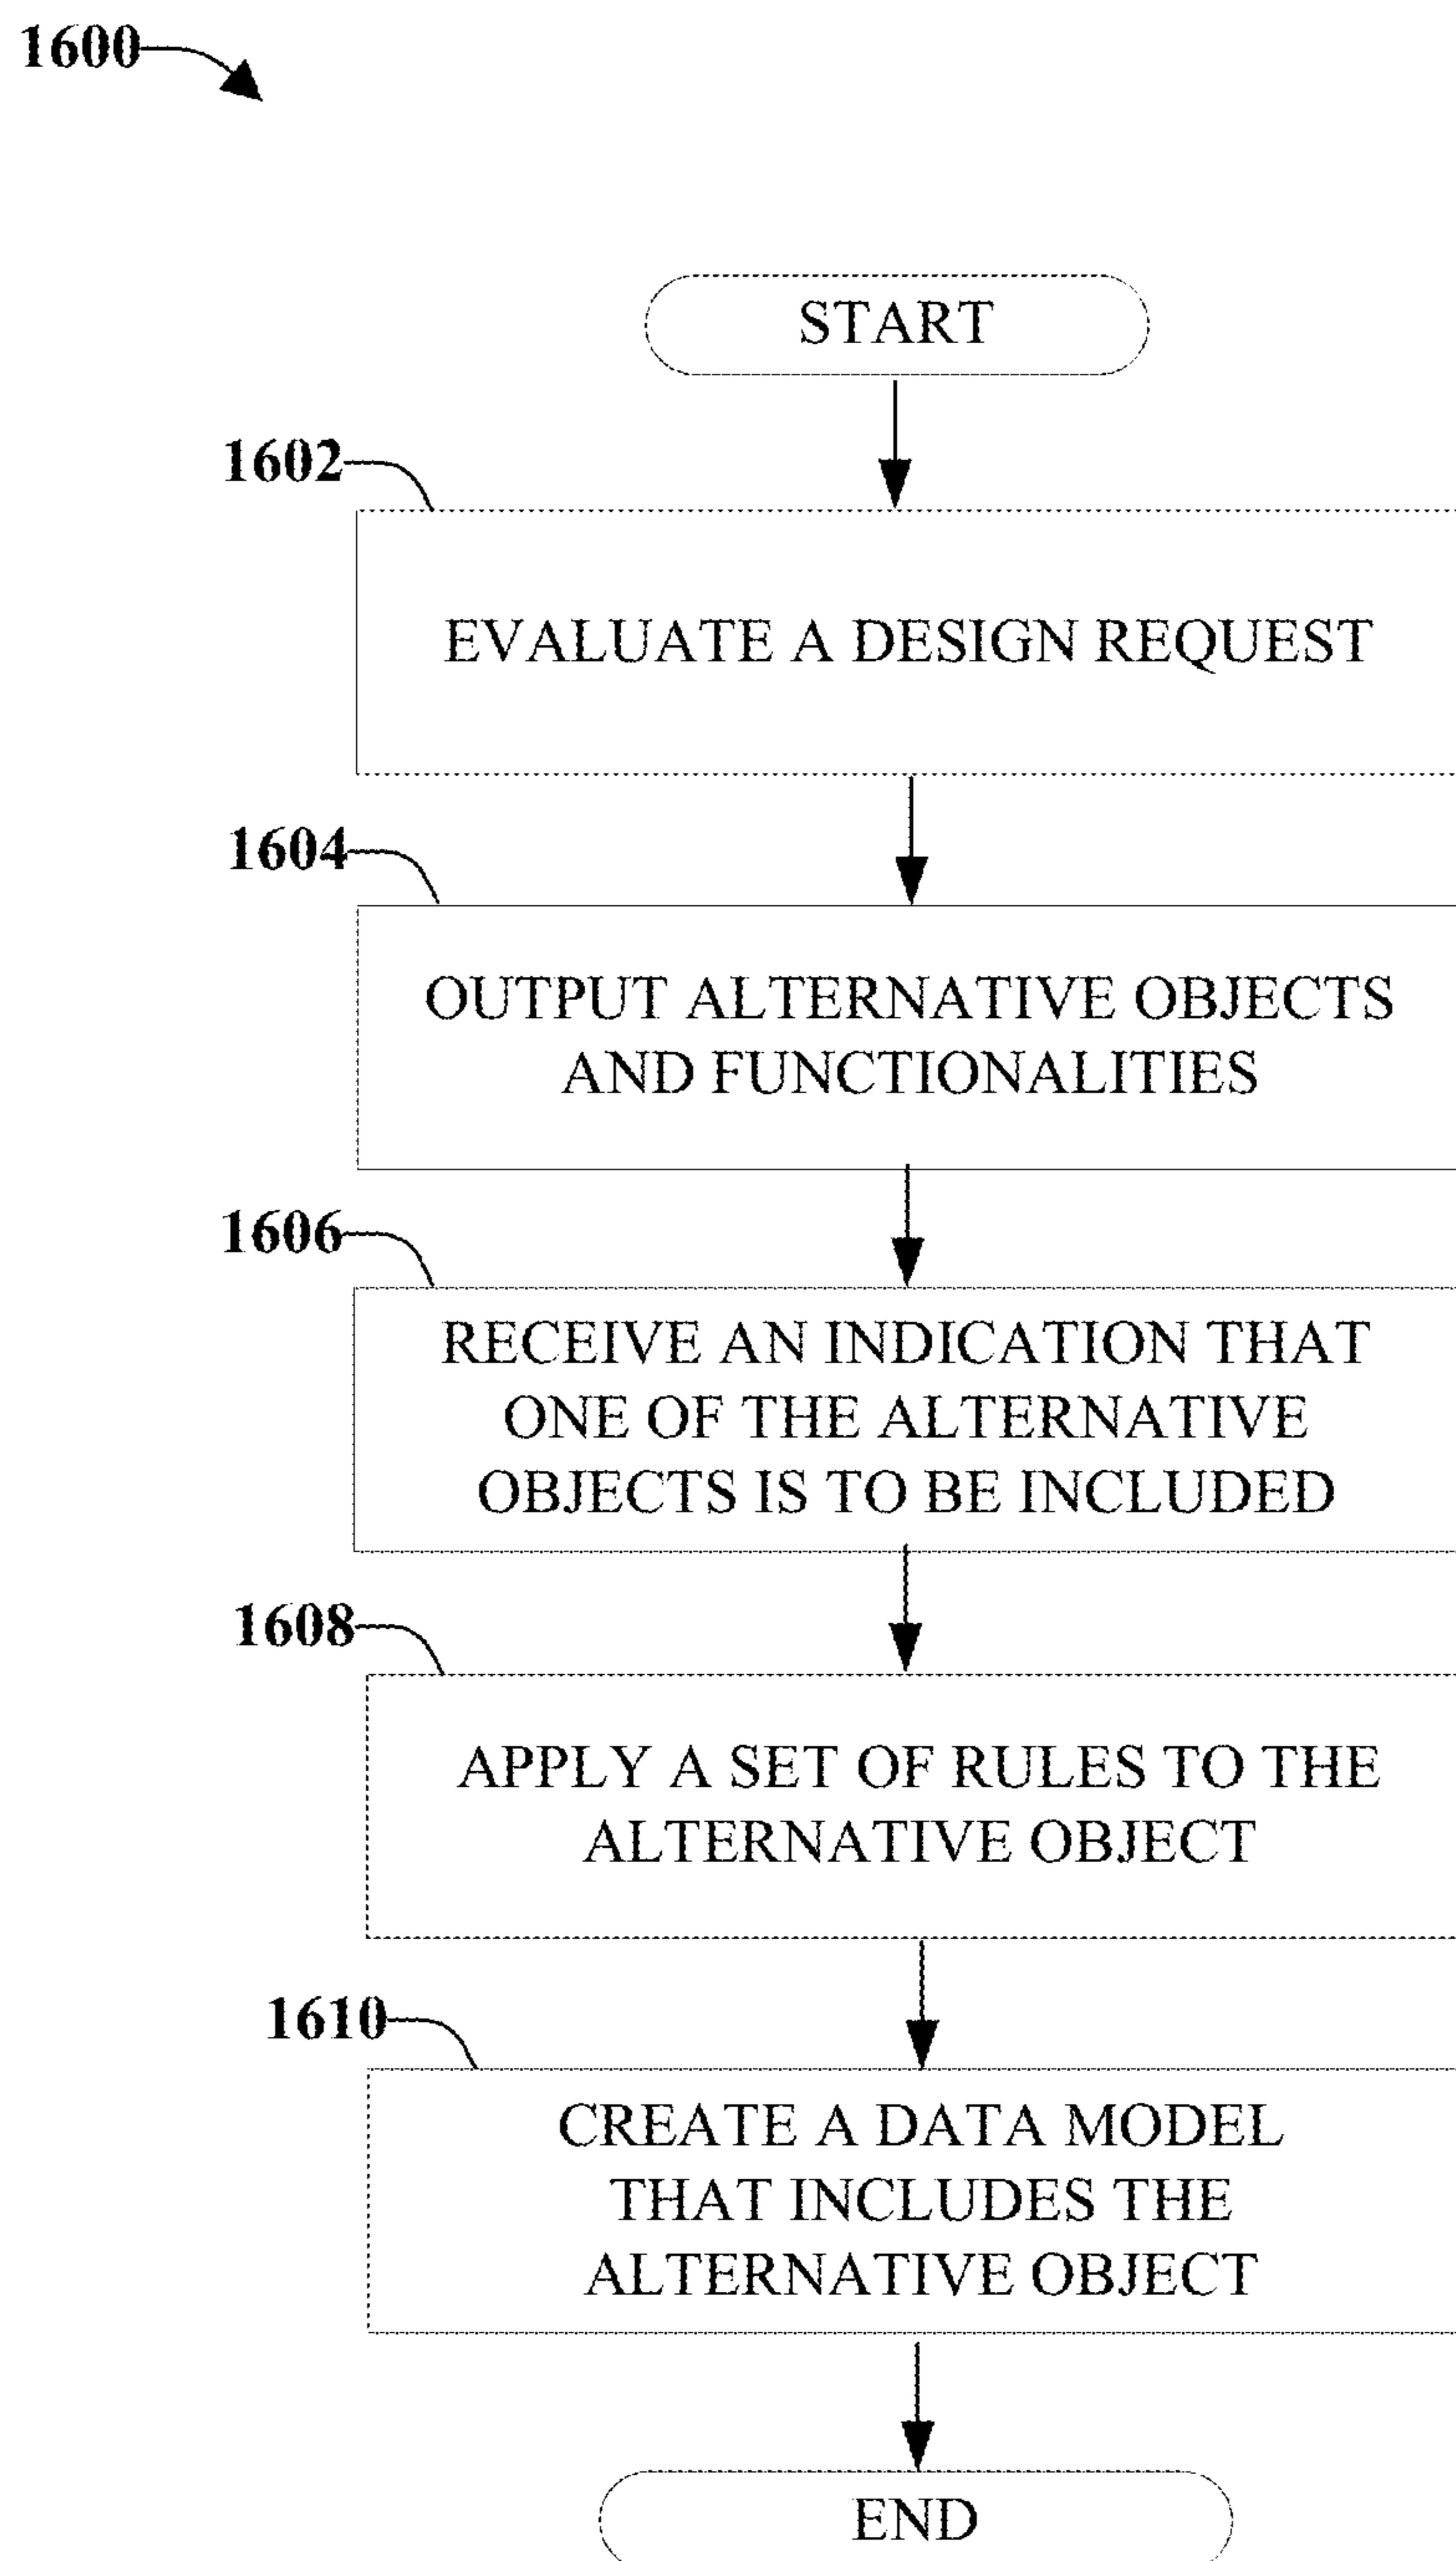 1600
START
1602
EVALUATE A DESIGN REQUEST
1604
OUTPUT ALTERNATIVE OBJECTS
AND FUNCTIONALITIES
1606
RECEIVE AN INDICATION THAT
ONE OF THE ALTERNATIVE
OBJECTS IS TO BE INCLUDED
1608
APPLY A SET OF RULES TO THE
ALTERNATIVE OBJECT
1610
CREATE A DATA MODEL
THAT INCLUDES THE
ALTERNATIVE OBJECT
END